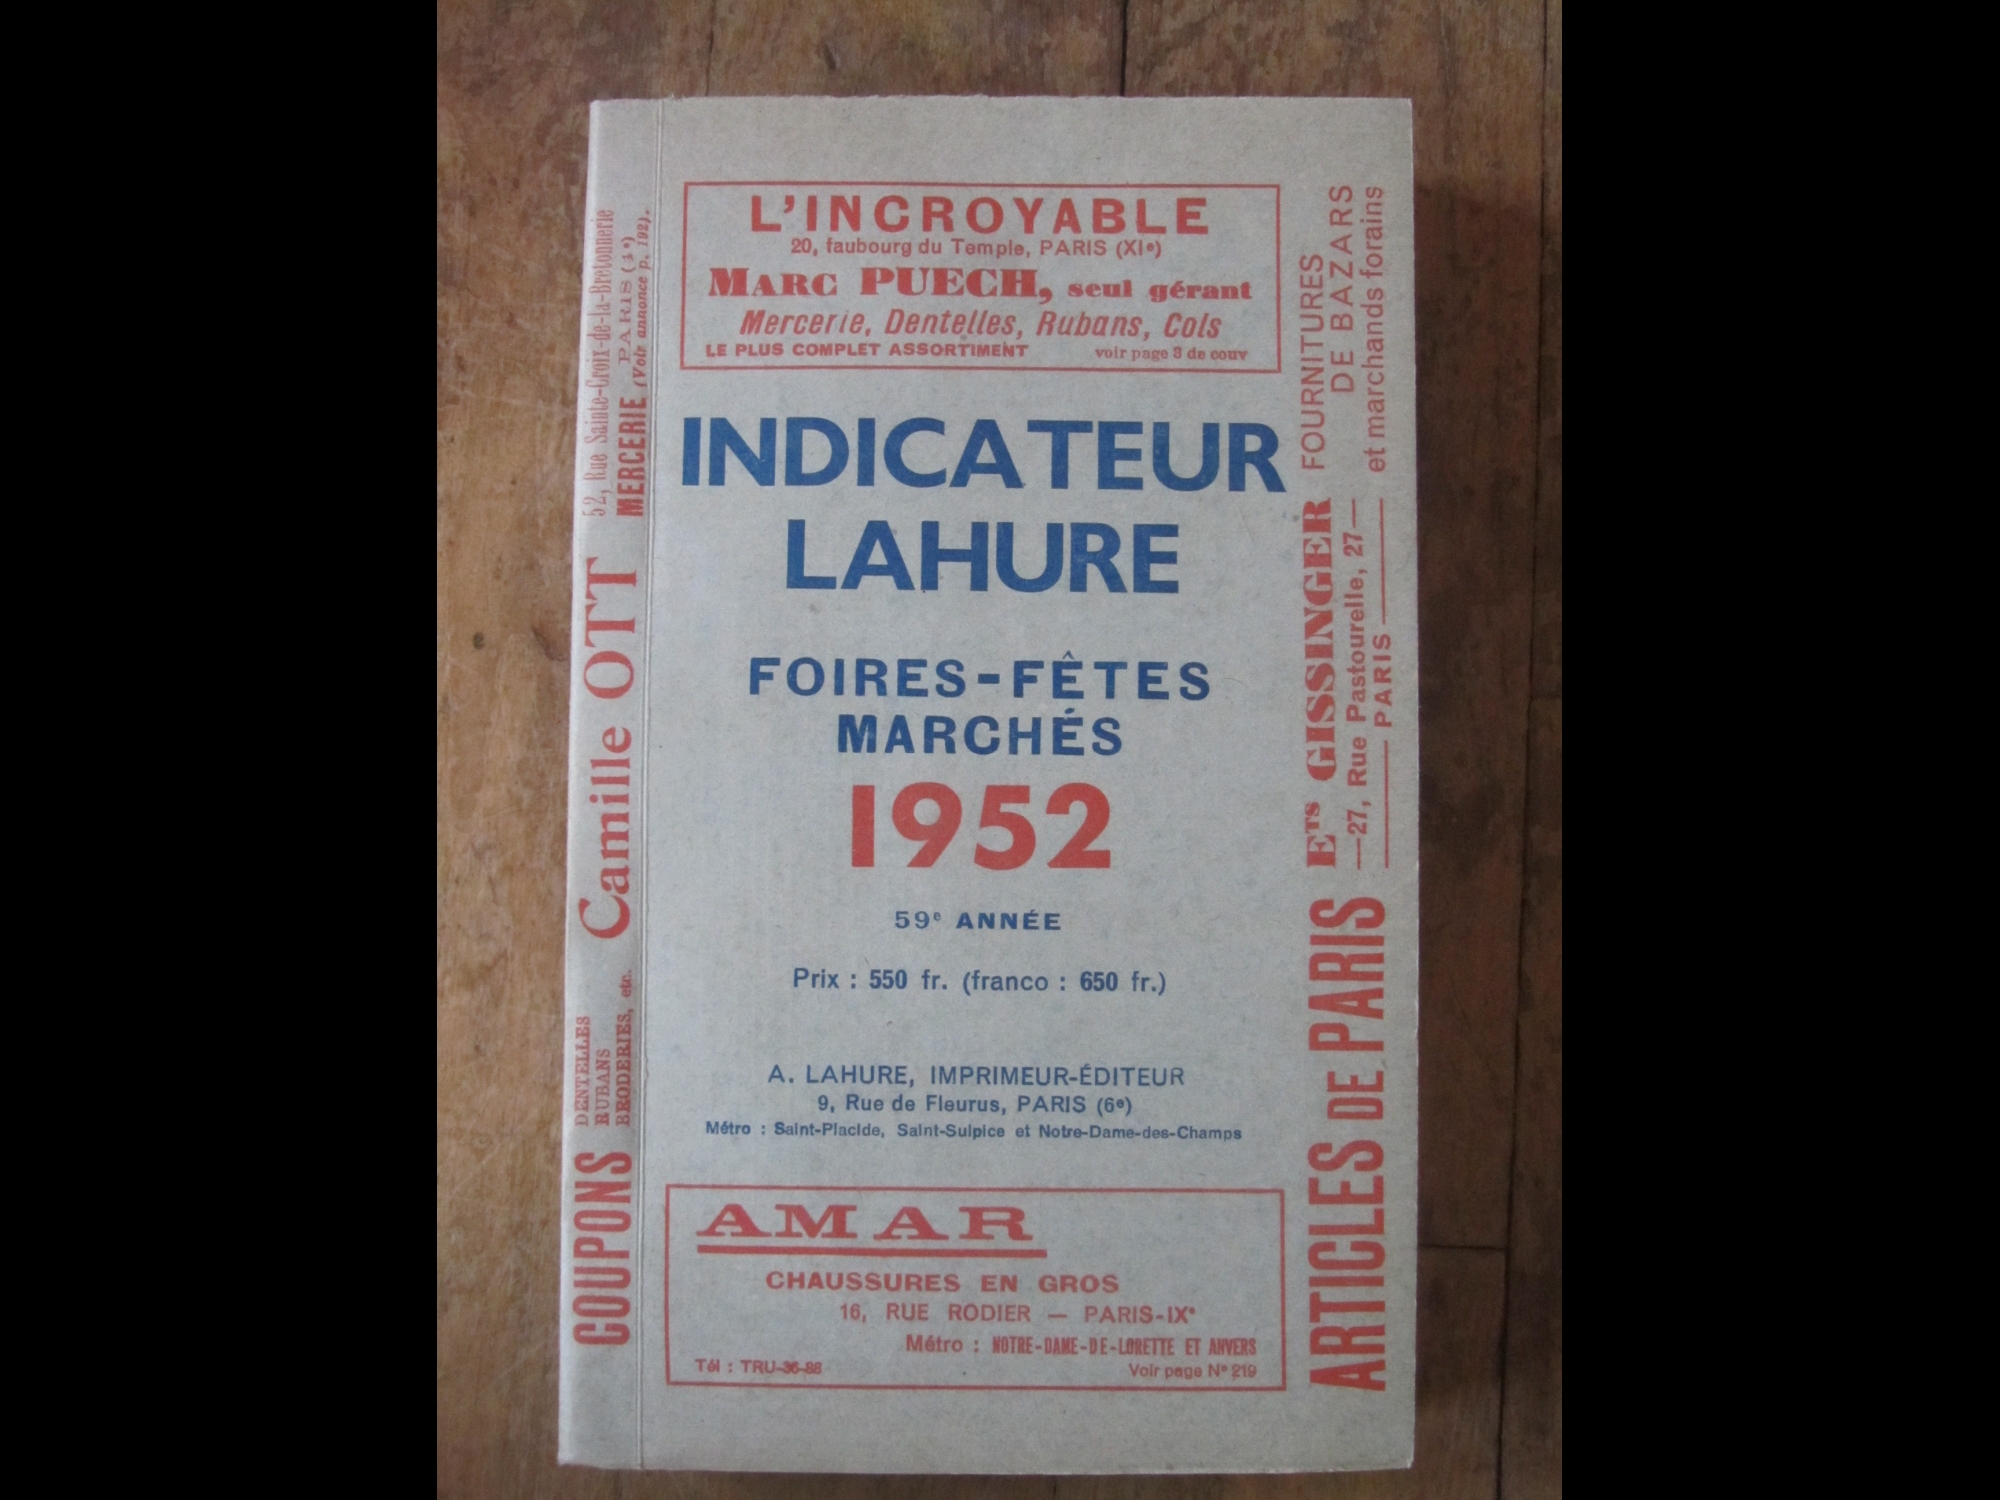 L'INCROYABLE
20, faubourg du Temple, PARIS (XIe)
MARC PUECH, seul gérant
Mercerie, Dentelles, Rubans, Cols
LE PLUS COMPLET ASSORTIMENT voir page 3 de couv
INDICATEUR
LAHURE
FOIRES-FÊTES
MARCHÉS
1952
59e ANNÉE
Prix : 550 fr. (franco : 650 fr.)
A. LAHURE, IMPRIMEUR-ÉDITEUR
9, Rue de Fleurus, PARIS (6e)
Métro : Saint-Placide, Saint-Sulpice et Notre-Dame-des-Champs
AMAR
CHAUSSURES EN GROS
16, RUE RODIER — PARIS-IXe
Métro : NOTRE-DAME-DE-LORETTE ET ANVERS
Tél : TRU-36-88 Voir page No 219
COUPONS
DENTELLES
RUBANS
BRODERIES, etc.
Camille OTT
52, Rue Sainte-Croix-de-la-Bretonnerie
PARIS (4e)
MERCERIE (Voir annonce p. 192).
ARTICLES DE PARIS
Ets GISSINGER
—27, Rue Pastourelle, 27—
PARIS
FOURNITURES
DE BAZARS
et marchands forains